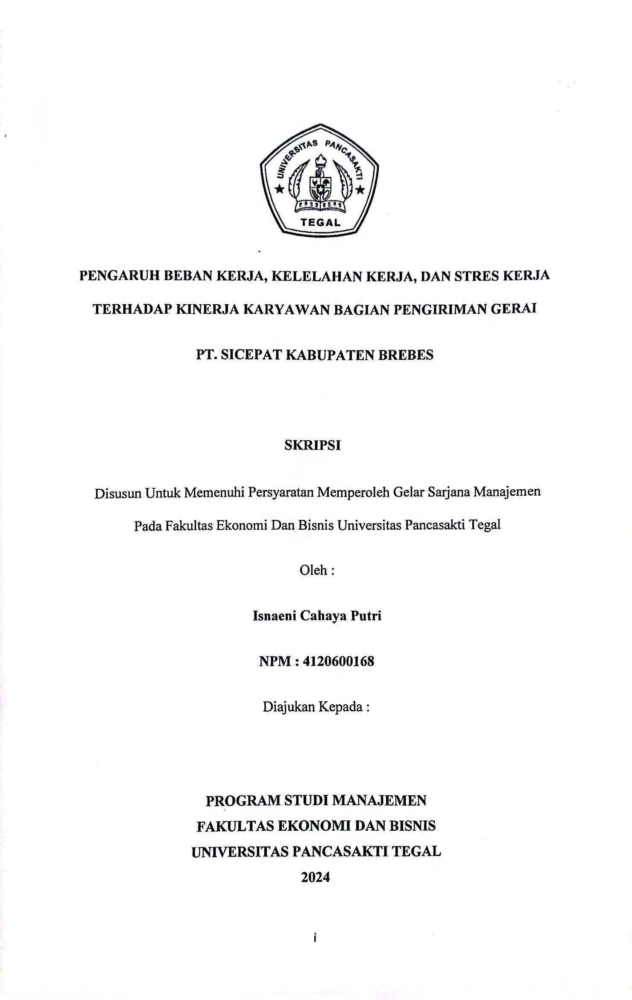 UNIVERSITAS PANCASAKTI
TEGAL
PENGARUH BEBAN KERJA, KELELAHAN KERJA, DAN STRES KERJA
TERHADAP KINERJA KARYAWAN BAGIAN PENGIRIMAN GERAI
PT. SICEPAT KABUPATEN BREBES
SKRIPSI
Disusun Untuk Memenuhi Persyaratan Memperoleh Gelar Sarjana Manajemen
Pada Fakultas Ekonomi Dan Bisnis Universitas Pancasakti Tegal
Oleh :
Isnaeni Cahaya Putri
NPM : 4120600168
Diajukan Kepada :
PROGRAM STUDI MANAJEMEN
FAKULTAS EKONOMI DAN BISNIS
UNIVERSITAS PANCASAKTI TEGAL
2024
i